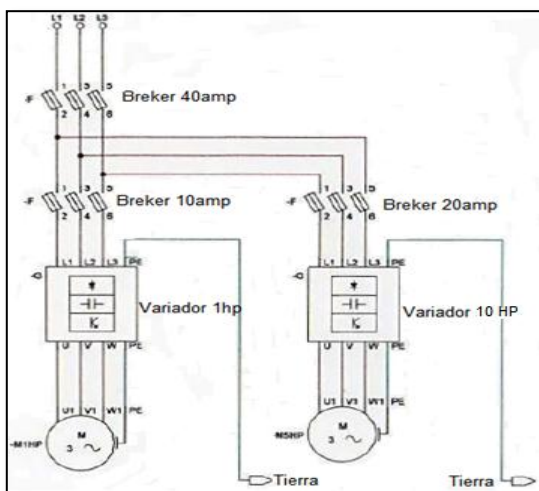 L1 L2 L3
1 3 5
-F Breker 40amp
2 4 6
1 3 5
-F Breker 10amp
2 4 6
1 3 5
-F Breker 20amp
2 4 6
L1 L2 L3 PE
Variador 1hp
U V W PE
L1 L2 L3 PE
Variador 10 HP
U V W PE
U1 V1 W1 PE
-M1HP M
3
U1 V1 W1 PE
-M5HP M
3
Tierra
Tierra